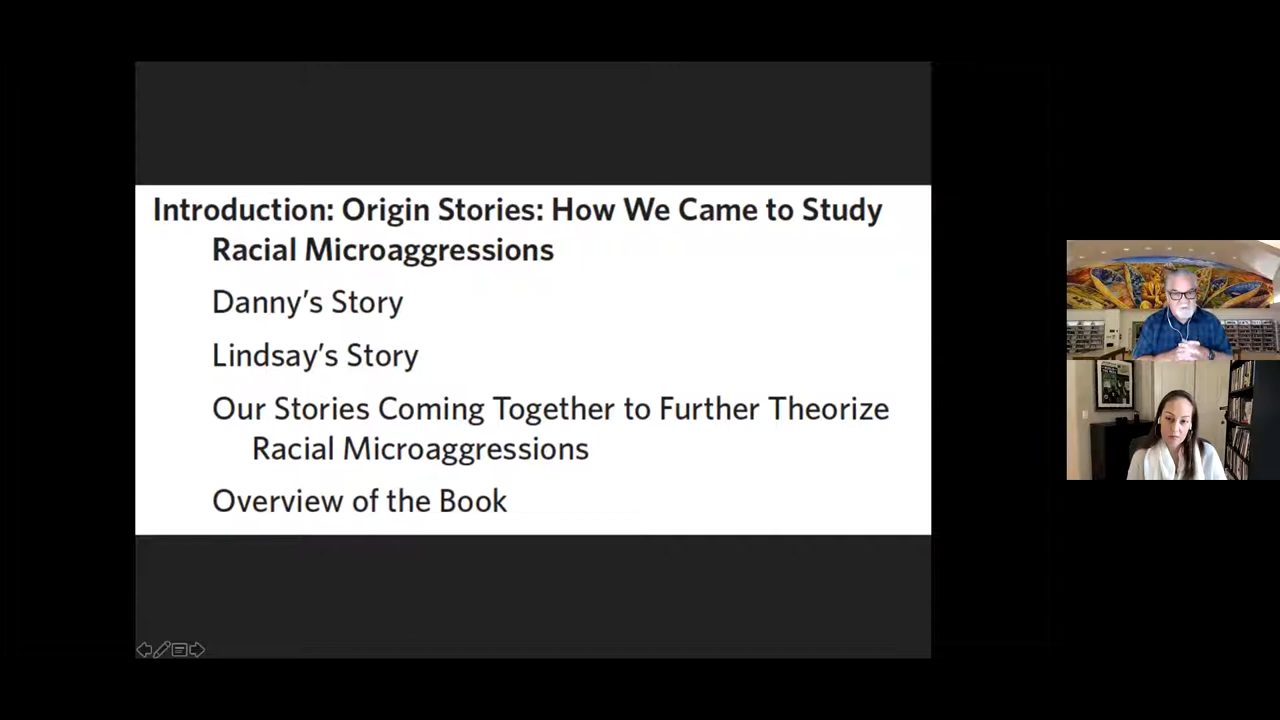 Introduction: Origin Stories: How We Came to Study
Racial Microaggressions
Danny’s Story
Lindsay’s Story
Our Stories Coming Together to Further Theorize
Racial Microaggressions
Overview of the Book